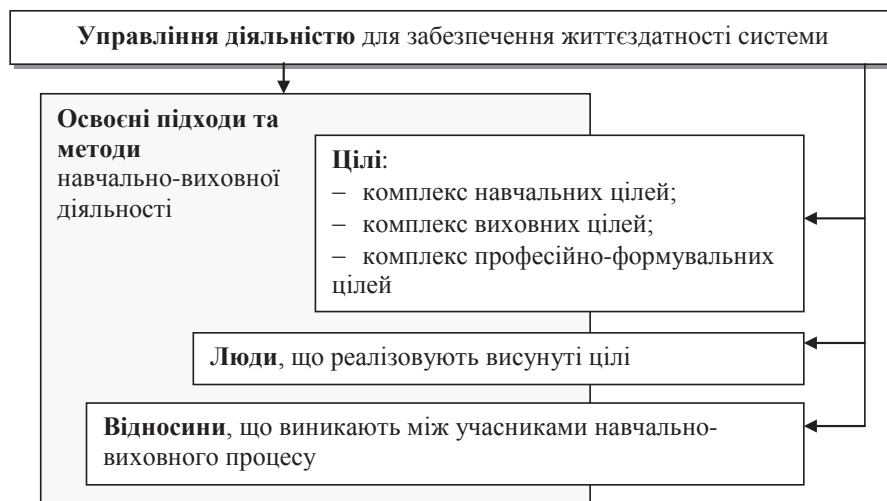 Управління діяльністю для забезпечення життєздатності системи
Освоєні підходи та
методи
навчально-виховної
діяльності
Цілі:
– комплекс навчальних цілей;
– комплекс виховних цілей;
– комплекс професійно-формувальних
цілей
Люди, що реалізовують висунуті цілі
Відносини, що виникають між учасниками навчально-
виховного процесу